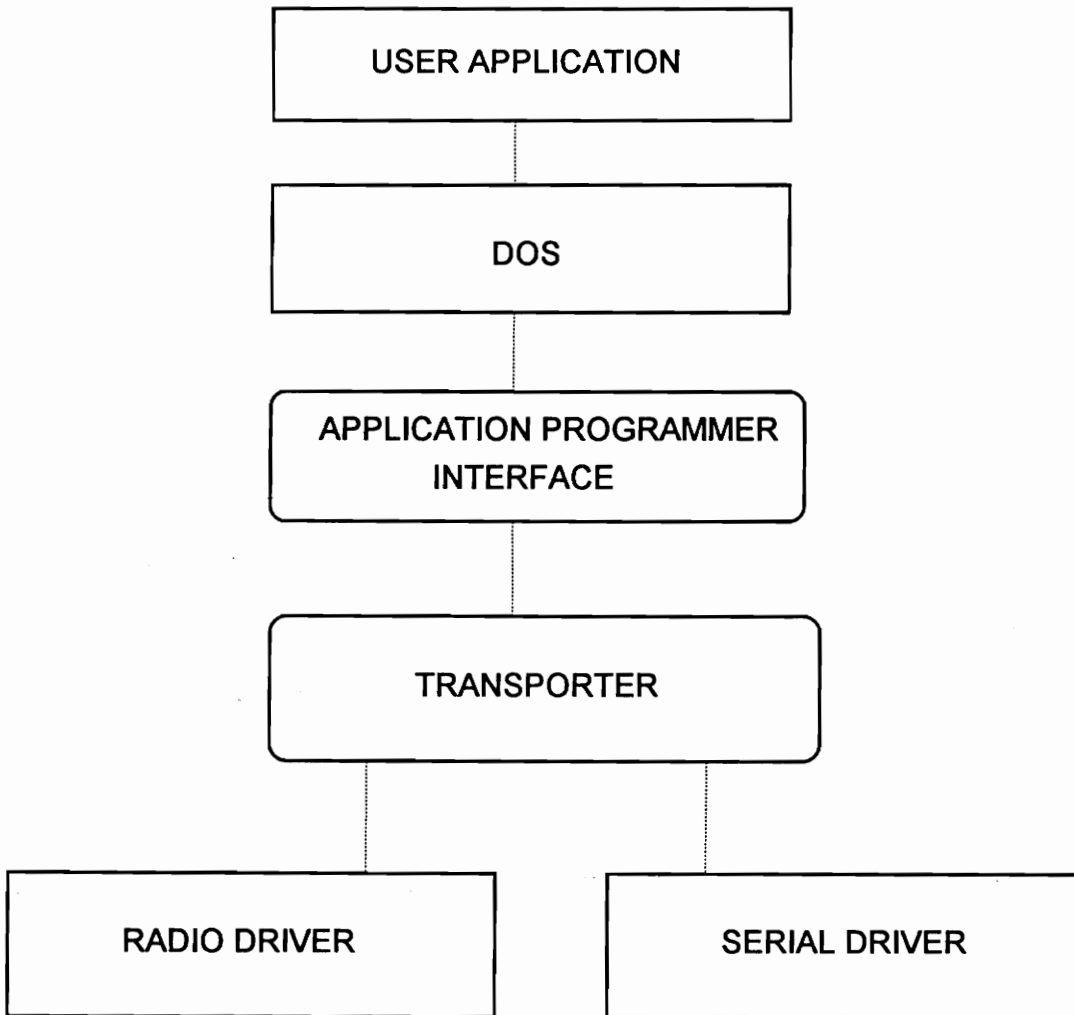 USER APPLICATION
DOS
APPLICATION PROGRAMMER
INTERFACE
TRANSPORTER
RADIO DRIVER
SERIAL DRIVER